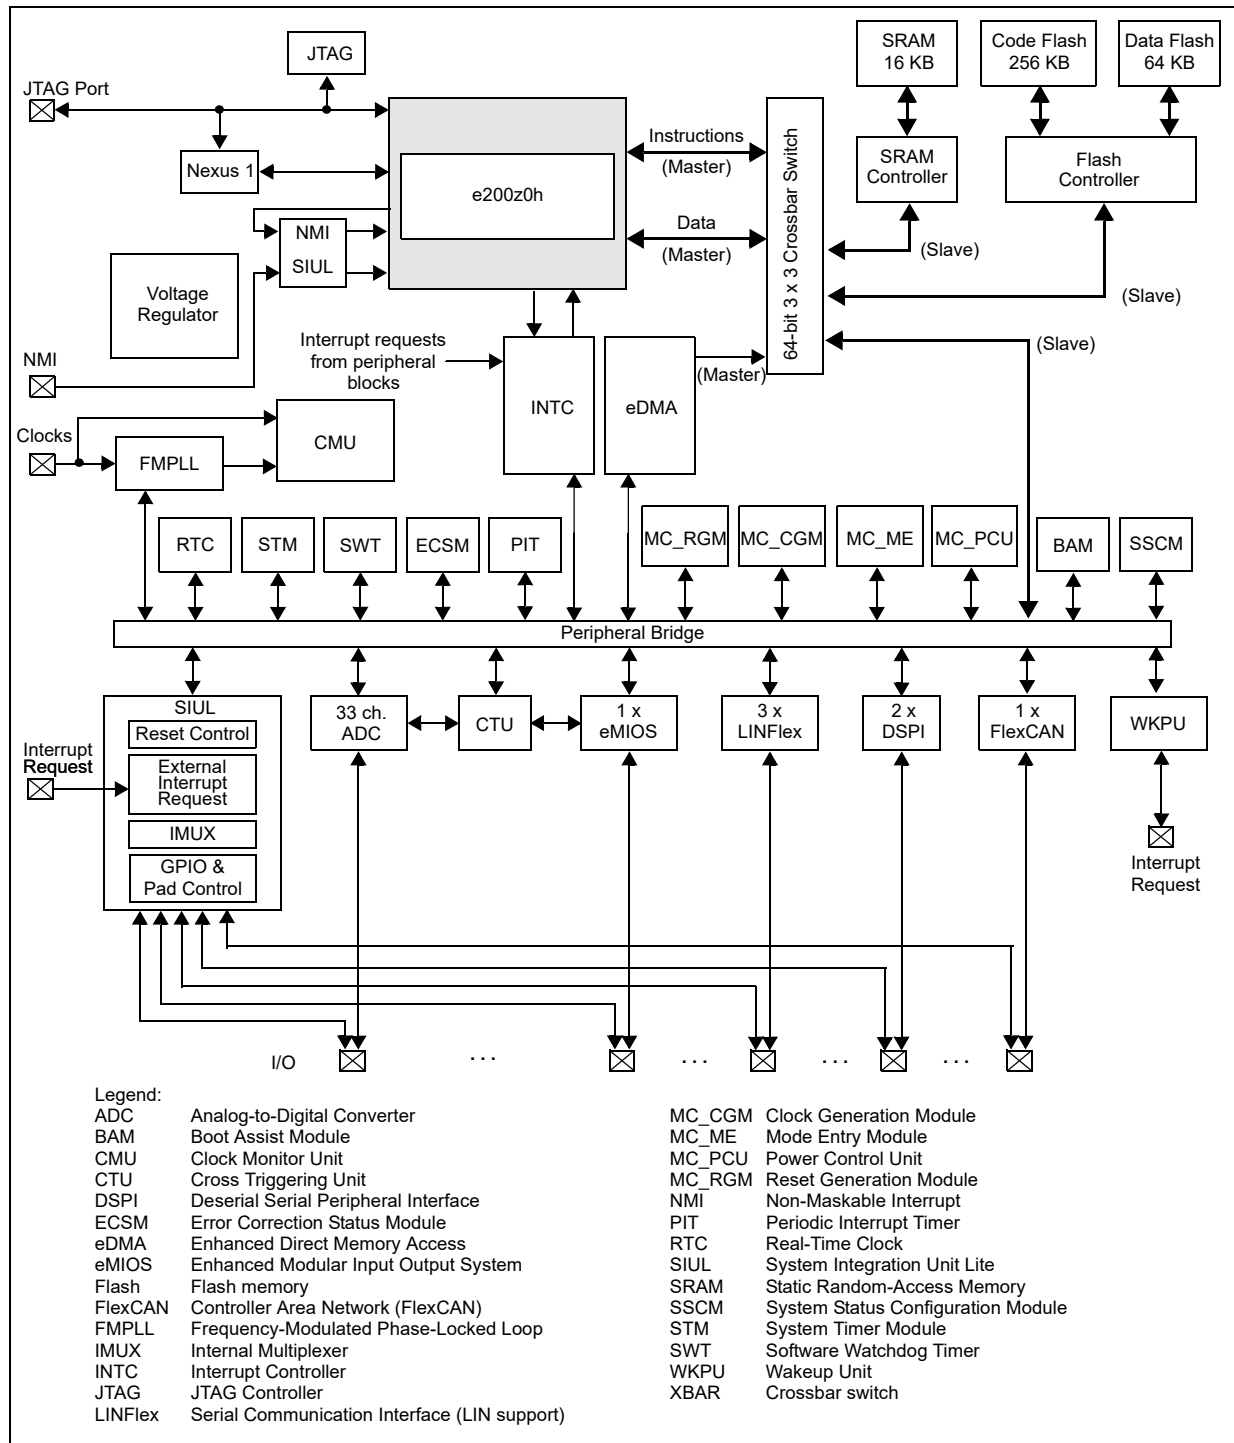 JTAG
SRAM
16 KB
Code Flash
256 KB
Data Flash
64 KB
JTAG Port
Nexus 1
e200z0h
Instructions
(Master)
Data
(Master)
64-bit 3 x 3 Crossbar Switch
SRAM
Controller
Flash
Controller
NMI
SIUL
(Slave)
(Slave)
(Slave)
Voltage
Regulator
NMI
Interrupt requests
from peripheral
blocks
INTC
eDMA
(Master)
Clocks
CMU
FMPLL
RTC
STM
SWT
ECSM
PIT
MC_RGM
MC_CGM
MC_ME
MC_PCU
BAM
SSCM
Peripheral Bridge
SIUL
Reset Control
External
Interrupt
Request
IMUX
GPIO &
Pad Control
Interrupt
Request
33 ch.
ADC
CTU
1 x
eMIOS
3 x
LINFlex
2 x
DSPI
1 x
FlexCAN
WKPU
Interrupt
Request
I/O
. . .
. . .
. . .
. . .
Legend:
ADC Analog-to-Digital Converter
BAM Boot Assist Module
CMU Clock Monitor Unit
CTU Cross Triggering Unit
DSPI Deserial Serial Peripheral Interface
ECSM Error Correction Status Module
eDMA Enhanced Direct Memory Access
eMIOS Enhanced Modular Input Output System
Flash Flash memory
FlexCAN Controller Area Network (FlexCAN)
FMPLL Frequency-Modulated Phase-Locked Loop
IMUX Internal Multiplexer
INTC Interrupt Controller
JTAG JTAG Controller
LINFlex Serial Communication Interface (LIN support)
MC_CGM Clock Generation Module
MC_ME Mode Entry Module
MC_PCU Power Control Unit
MC_RGM Reset Generation Module
NMI Non-Maskable Interrupt
PIT Periodic Interrupt Timer
RTC Real-Time Clock
SIUL System Integration Unit Lite
SRAM Static Random-Access Memory
SSCM System Status Configuration Module
STM System Timer Module
SWT Software Watchdog Timer
WKPU Wakeup Unit
XBAR Crossbar switch